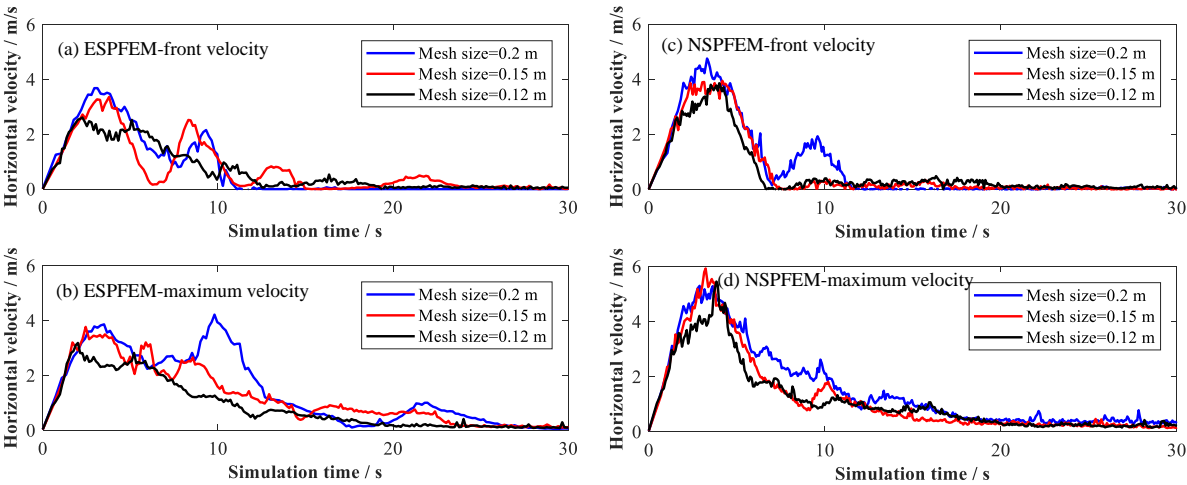 Horizontal velocity / m/s
6
4
2
0
(a) ESPFEM-front velocity
Mesh size=0.2 m
Mesh size=0.15 m
Mesh size=0.12 m
0
10
20
30
Simulation time / s
Horizontal velocity / m/s
6
4
2
0
(b) ESPFEM-maximum velocity
Mesh size=0.2 m
Mesh size=0.15 m
Mesh size=0.12 m
0
10
20
30
Simulation time / s
Horizontal velocity / m/s
6
4
2
0
(c) NSPFEM-front velocity
Mesh size=0.2 m
Mesh size=0.15 m
Mesh size=0.12 m
0
10
20
30
Simulation time / s
Horizontal velocity / m/s
6
4
2
0
(d) NSPFEM-maximum velocity
Mesh size=0.2 m
Mesh size=0.15 m
Mesh size=0.12 m
0
10
20
30
Simulation time / s